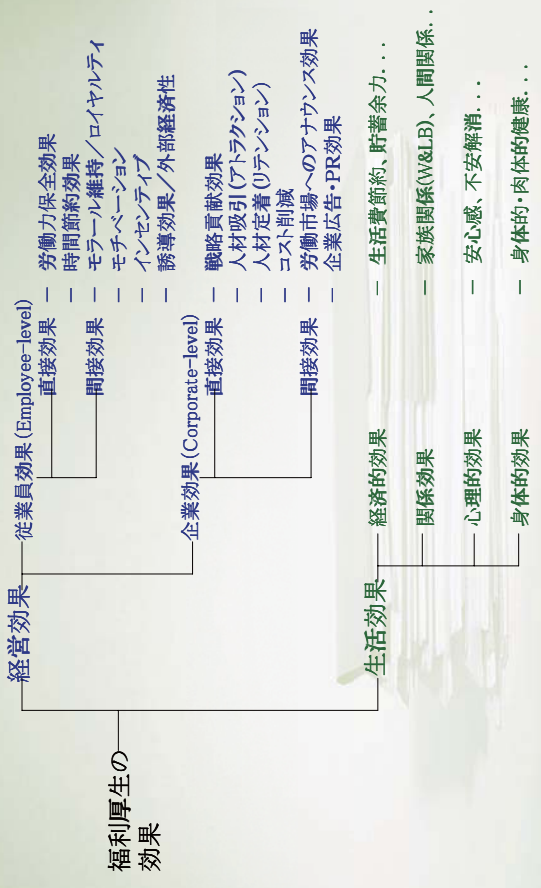 福利厚生の
効果
経営効果
従業員効果(Employee-level)
直接効果 － 労働力保全効果
－ 時間節約効果
間接効果 － モラール維持／ロイヤルティ
－ モチベーション
－ インセンティブ
－ 誘導効果／外部経済性
企業効果(Corporate-level)
直接効果 － 戦略貢献効果
－ 人材吸引(アトラクション)
－ 人材定着(リテンション)
－ コスト削減
間接効果 － 労働市場へのアナウンス効果
－ 企業広告・PR効果
生活効果
経済的効果 － 生活費節約、貯蓄余力．．．
関係効果 － 家族関係(W&LB)、人間関係．．
心理的効果 － 安心感、不安解消．．．
身体的効果 － 身体的・肉体的健康．．．